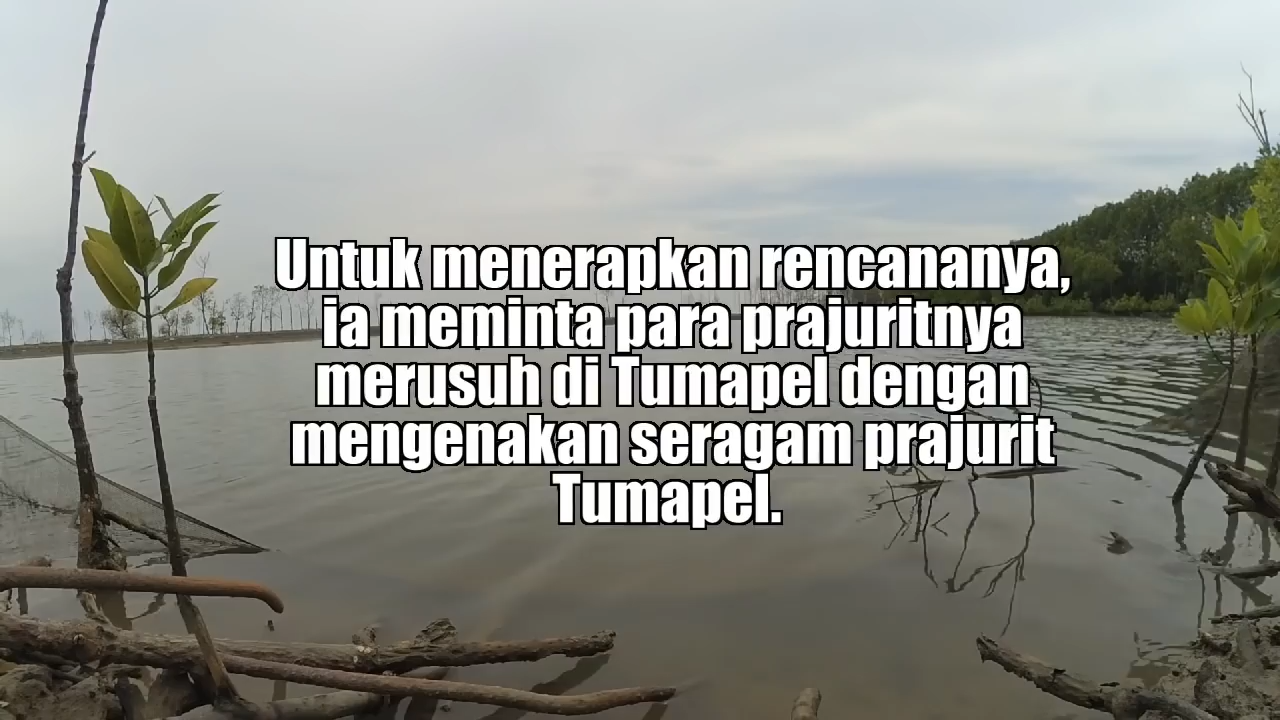 Untuk menerapkan rencananya,
ia meminta para prajuritnya
merusuh di Tumapel dengan
mengenakan seragam prajurit
Tumapel.